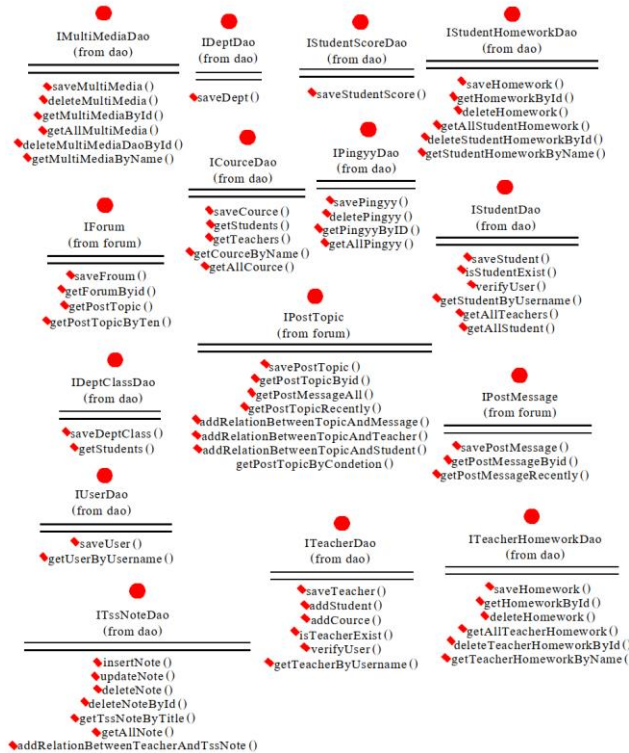 IMultiMediaDao
(from dao)
saveMultiMedia()
deleteMultiMedia()
getMultiMediaById()
getAllMultiMedia()
deleteMultiMediaDaoById()
getMultiMediaByName()
IDeptDao
(from dao)
saveDept()
IStudentScoreDao
(from dao)
saveStudentScore()
IStudentHomeworkDao
(from dao)
saveHomework()
getHomeworkById()
deleteHomework()
getAllStudentHomework()
deleteStudentHomeworkById()
getStudentHomeworkByName()
ICourceDao
(from dao)
saveCource()
getStudents()
getTeachers()
getCourceByName()
getAllCource()
IPingyyDao
(from dao)
savePingyy()
deletePingyy()
getPingyyByID()
getAllPingyy()
IForum
(from forum)
saveFroum()
getForumByid()
getPostTopic()
getPostTopicByTen()
IStudentDao
(from dao)
saveStudent()
isStudentExist()
verifyUser()
getStudentByUsername()
getAllTeachers()
getAllStudent()
IPostTopic
(from forum)
savePostTopic()
getPostTopicByid()
getPostMessageAll()
getPostTopicRecently()
addRelationBetweenTopicAndMessage()
addRelationBetweenTopicAndTeacher()
addRelationBetweenTopicAndStudent()
getPostTopicByCondetion()
IDeptClassDao
(from dao)
saveDeptClass()
getStudents()
IPostMessage
(from forum)
savePostMessage()
getPostMessageByid()
getPostMessageRecently()
IUserDao
(from dao)
saveUser()
getUserByUsername()
ITeacherDao
(from dao)
saveTeacher()
addStudent()
addCource()
isTeacherExist()
verifyUser()
getTeacherByUsername()
ITeacherHomeworkDao
(from dao)
saveHomework()
getHomeworkById()
deleteHomework()
getAllTeacherHomework()
deleteTeacherHomeworkById()
getTeacherHomeworkByName()
ITssNoteDao
(from dao)
insertNote()
updateNote()
deleteNote()
deleteNoteById()
getTssNoteByTitle()
getAllNote()
addRelationBetweenTeacherAndTssNote()